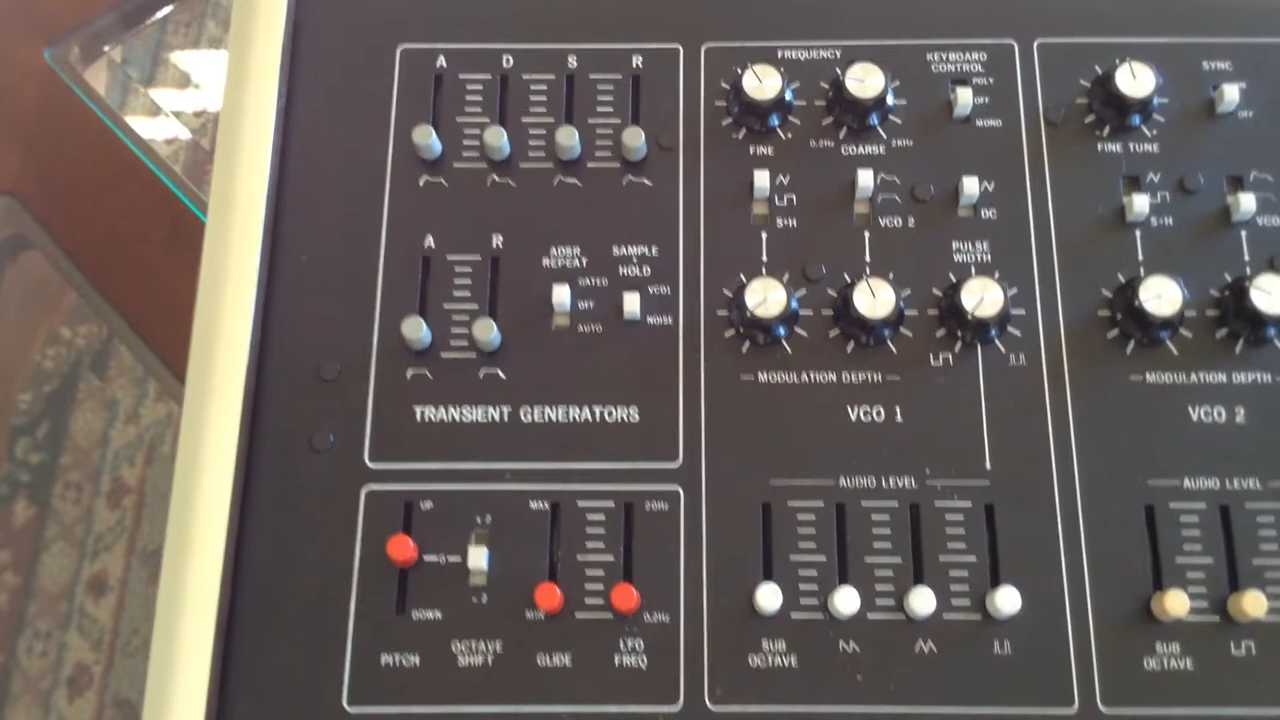 A D S R
A R
ADSR
REPEAT
GATED
OFF
AUTO
SAMPLE
HOLD
VCO1
NOISE
TRANSIENT GENERATORS
UP
0
DOWN
PITCH
OCTAVE
SHIFT
MAX
MIN
GLIDE
20Hz
0.2Hz
LFO
FREQ
FREQUENCY
FINE
0.2Hz
COARSE
2KHz
KEYBOARD
CONTROL
POLY
OFF
MONO
S+H
VCO 2
DC
PULSE
WIDTH
MODULATION DEPTH
VCO 1
AUDIO LEVEL
SUB
OCTAVE
FINE TUNE
SYNC
OFF
S+H
VCO
MODULATION DEPTH
VCO 2
AUDIO LEVEL
SUB
OCTAVE